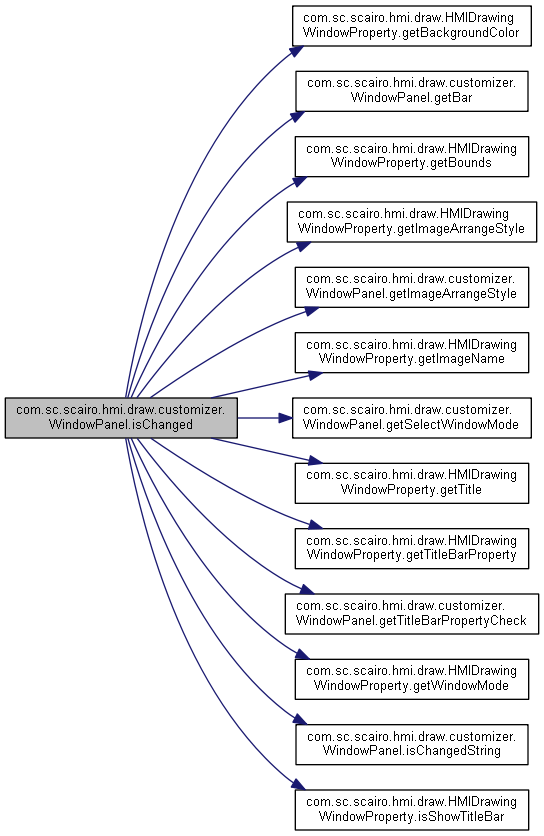 com.sc.scairo.hmi.draw.HMIDrawing
WindowProperty.getBackgroundColor
com.sc.scairo.hmi.draw.customizer.
WindowPanel.getBar
com.sc.scairo.hmi.draw.HMIDrawing
WindowProperty.getBounds
com.sc.scairo.hmi.draw.HMIDrawing
WindowProperty.getImageArrangeStyle
com.sc.scairo.hmi.draw.customizer.
WindowPanel.getImageArrangeStyle
com.sc.scairo.hmi.draw.HMIDrawing
WindowProperty.getImageName
com.sc.scairo.hmi.draw.customizer.
WindowPanel.isChanged
com.sc.scairo.hmi.draw.customizer.
WindowPanel.getSelectWindowMode
com.sc.scairo.hmi.draw.HMIDrawing
WindowProperty.getTitle
com.sc.scairo.hmi.draw.HMIDrawing
WindowProperty.getTitleBarProperty
com.sc.scairo.hmi.draw.customizer.
WindowPanel.getTitleBarPropertyCheck
com.sc.scairo.hmi.draw.HMIDrawing
WindowProperty.getWindowMode
com.sc.scairo.hmi.draw.customizer.
WindowPanel.isChangedString
com.sc.scairo.hmi.draw.HMIDrawing
WindowProperty.isShowTitleBar